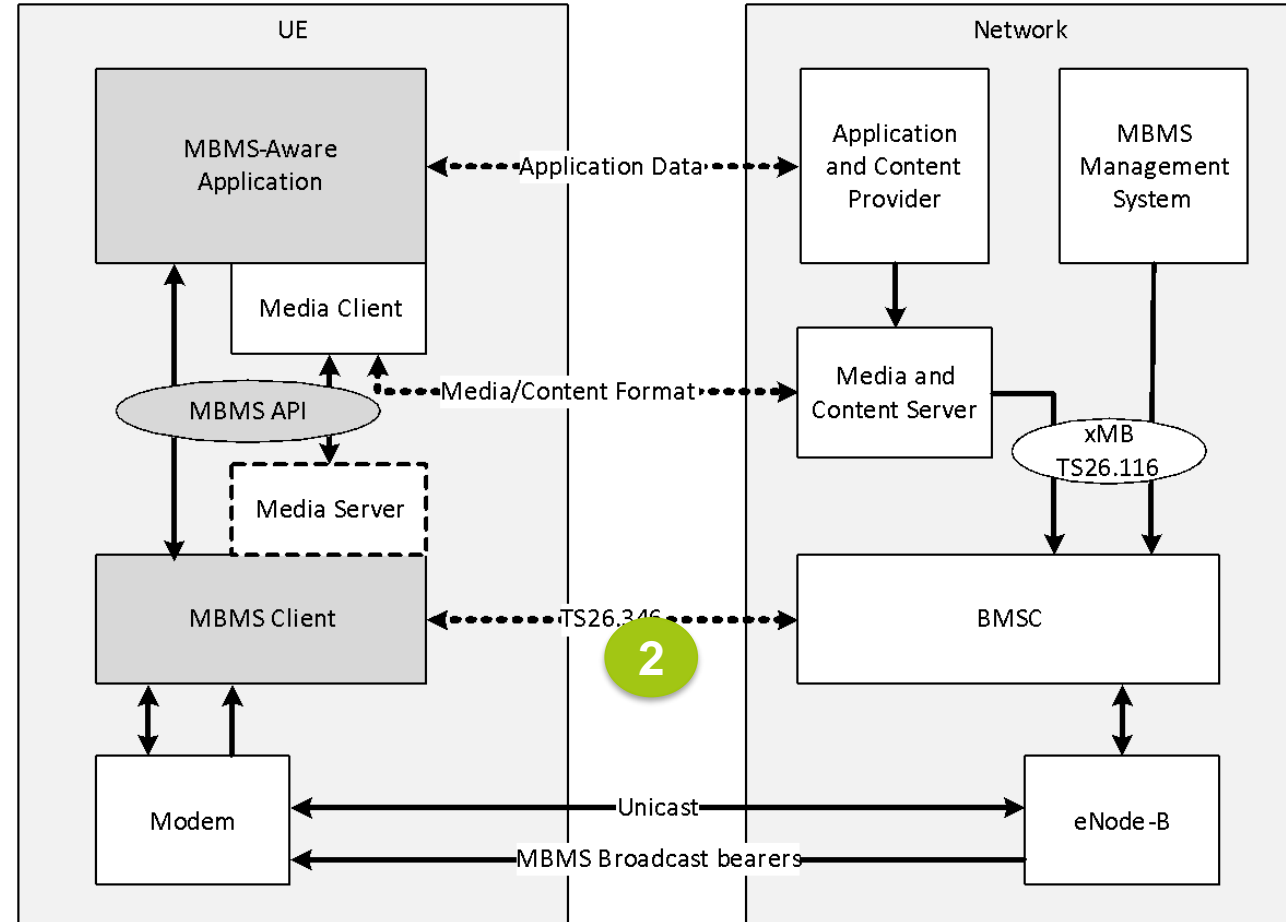 UE
Network
MBMS-Aware
Application
Application Data
Application
and Content
Provider
MBMS
Management
System
Media Client
Media/Content Format
Media and
Content Server
MBMS API
xMB
TS26.116
Media Server
MBMS Client
TS26.346
2
BMSC
Modem
Unicast
eNode-B
MBMS Broadcast bearers